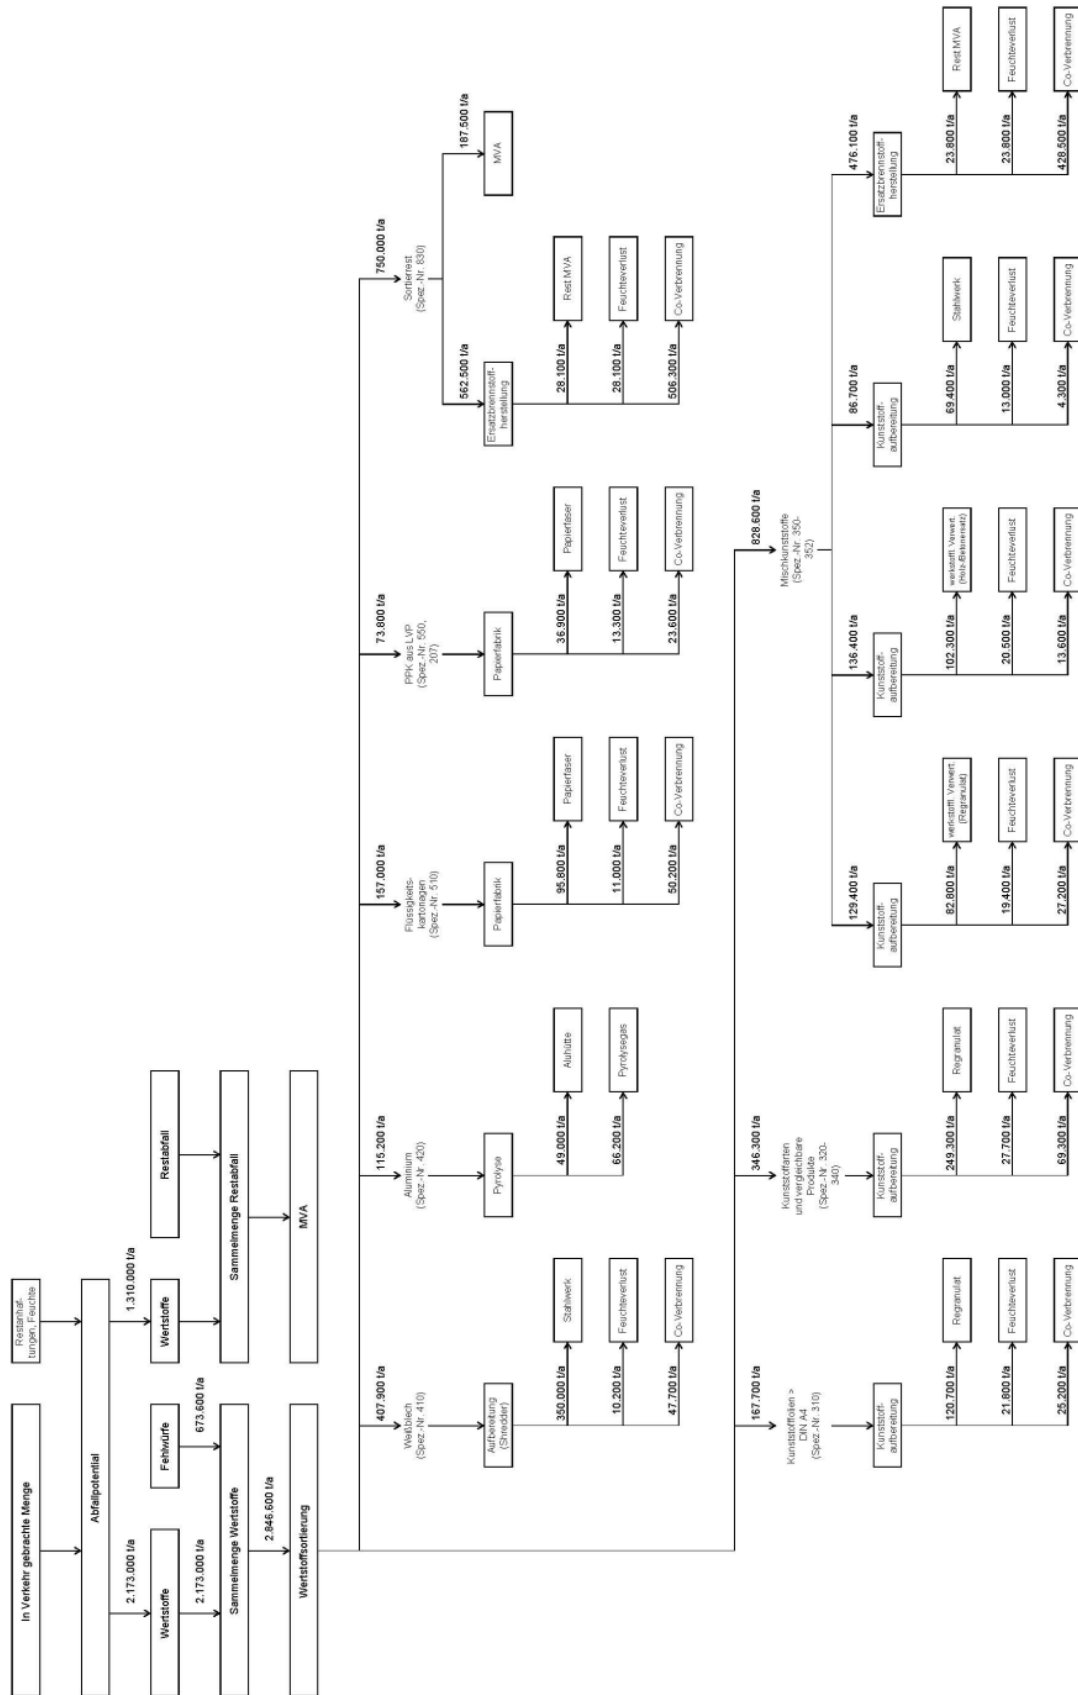 In Verkehr gebrachte Menge
Restanhaf-
tungen, Feuchte
Abfallpotential
2.173.000 t/a
1.310.000 t/a
Wertstoffe
Fehlwürfe
Wertstoffe
Restabfall
2.173.000 t/a
673.600 t/a
Sammelmenge Wertstoffe
Sammelmenge Restabfall
2.846.600 t/a
Wertstoffsortierung
MVA
407.900 t/a
Weißblech
(Spez.-Nr. 410)
Aufbereitung
(Shredder)
350.000 t/a
Stahlwerk
10.200 t/a
Feuchteverlust
47.700 t/a
Co-Verbrennung
115.200 t/a
Aluminium
(Spez.-Nr. 420)
Pyrolyse
49.000 t/a
Aluhütte
66.200 t/a
Pyrolysegas
157.000 t/a
Flüssigkeits-
kartonagen
(Spez.-Nr. 510)
Papierfabrik
95.800 t/a
Papierfaser
11.000 t/a
Feuchteverlust
50.200 t/a
Co-Verbrennung
73.800 t/a
PPK aus LVP
(Spez.-Nr. 550,
207)
Papierfabrik
36.900 t/a
Papierfaser
13.300 t/a
Feuchteverlust
23.600 t/a
Co-Verbrennung
750.000 t/a
Sortierrest
(Spez.-Nr. 830)
562.500 t/a
Ersatzbrennstoff-
herstellung
28.100 t/a
Rest MVA
28.100 t/a
Feuchteverlust
506.300 t/a
Co-Verbrennung
187.500 t/a
MVA
167.700 t/a
Kunststofffolien >
DIN A4
(Spez.-Nr. 310)
Kunststoff-
aufbereitung
120.700 t/a
Regranulat
21.800 t/a
Feuchteverlust
25.200 t/a
Co-Verbrennung
346.300 t/a
Kunststoffarten
und vergleichbare
Produkte
(Spez.-Nr. 320-
340)
Kunststoff-
aufbereitung
249.300 t/a
Regranulat
27.700 t/a
Feuchteverlust
69.300 t/a
Co-Verbrennung
828.600 t/a
Mischkunststoffe
(Spez.-Nr. 350-
352)
129.400 t/a
Kunststoff-
aufbereitung
82.800 t/a
werkstoffl. Verwert.
(Regranulat)
19.400 t/a
Feuchteverlust
27.200 t/a
Co-Verbrennung
136.400 t/a
Kunststoff-
aufbereitung
102.300 t/a
werkstoffl. Verwert.
(Holz-/Betonersatz)
20.500 t/a
Feuchteverlust
13.600 t/a
Co-Verbrennung
86.700 t/a
Kunststoff-
aufbereitung
69.400 t/a
Stahlwerk
13.000 t/a
Feuchteverlust
4.300 t/a
Co-Verbrennung
476.100 t/a
Ersatzbrennstoff-
herstellung
23.800 t/a
Rest MVA
23.800 t/a
Feuchteverlust
428.500 t/a
Co-Verbrennung